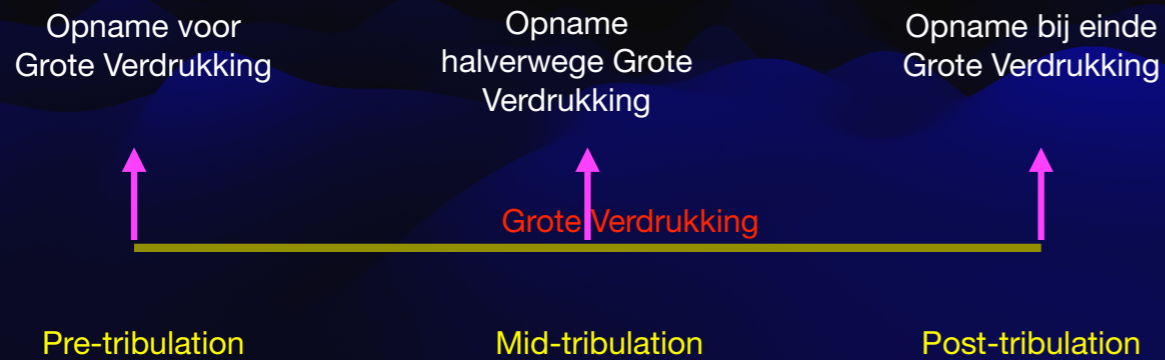 Opname voor
Grote Verdrukking
Opname
halverwege Grote
Verdrukking
Opname bij einde
Grote Verdrukking
Grote Verdrukking
Pre-tribulation
Mid-tribulation
Post-tribulation